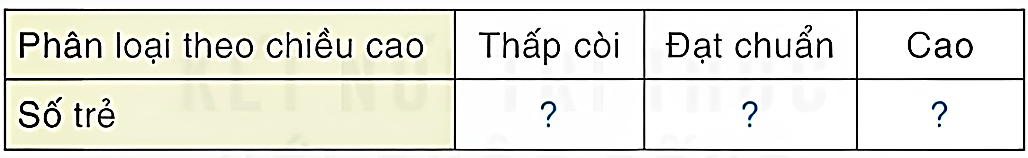 Phân loại theo chiều cao Thấp còi Đạt chuẩn Cao
Số trẻ ? ? ?